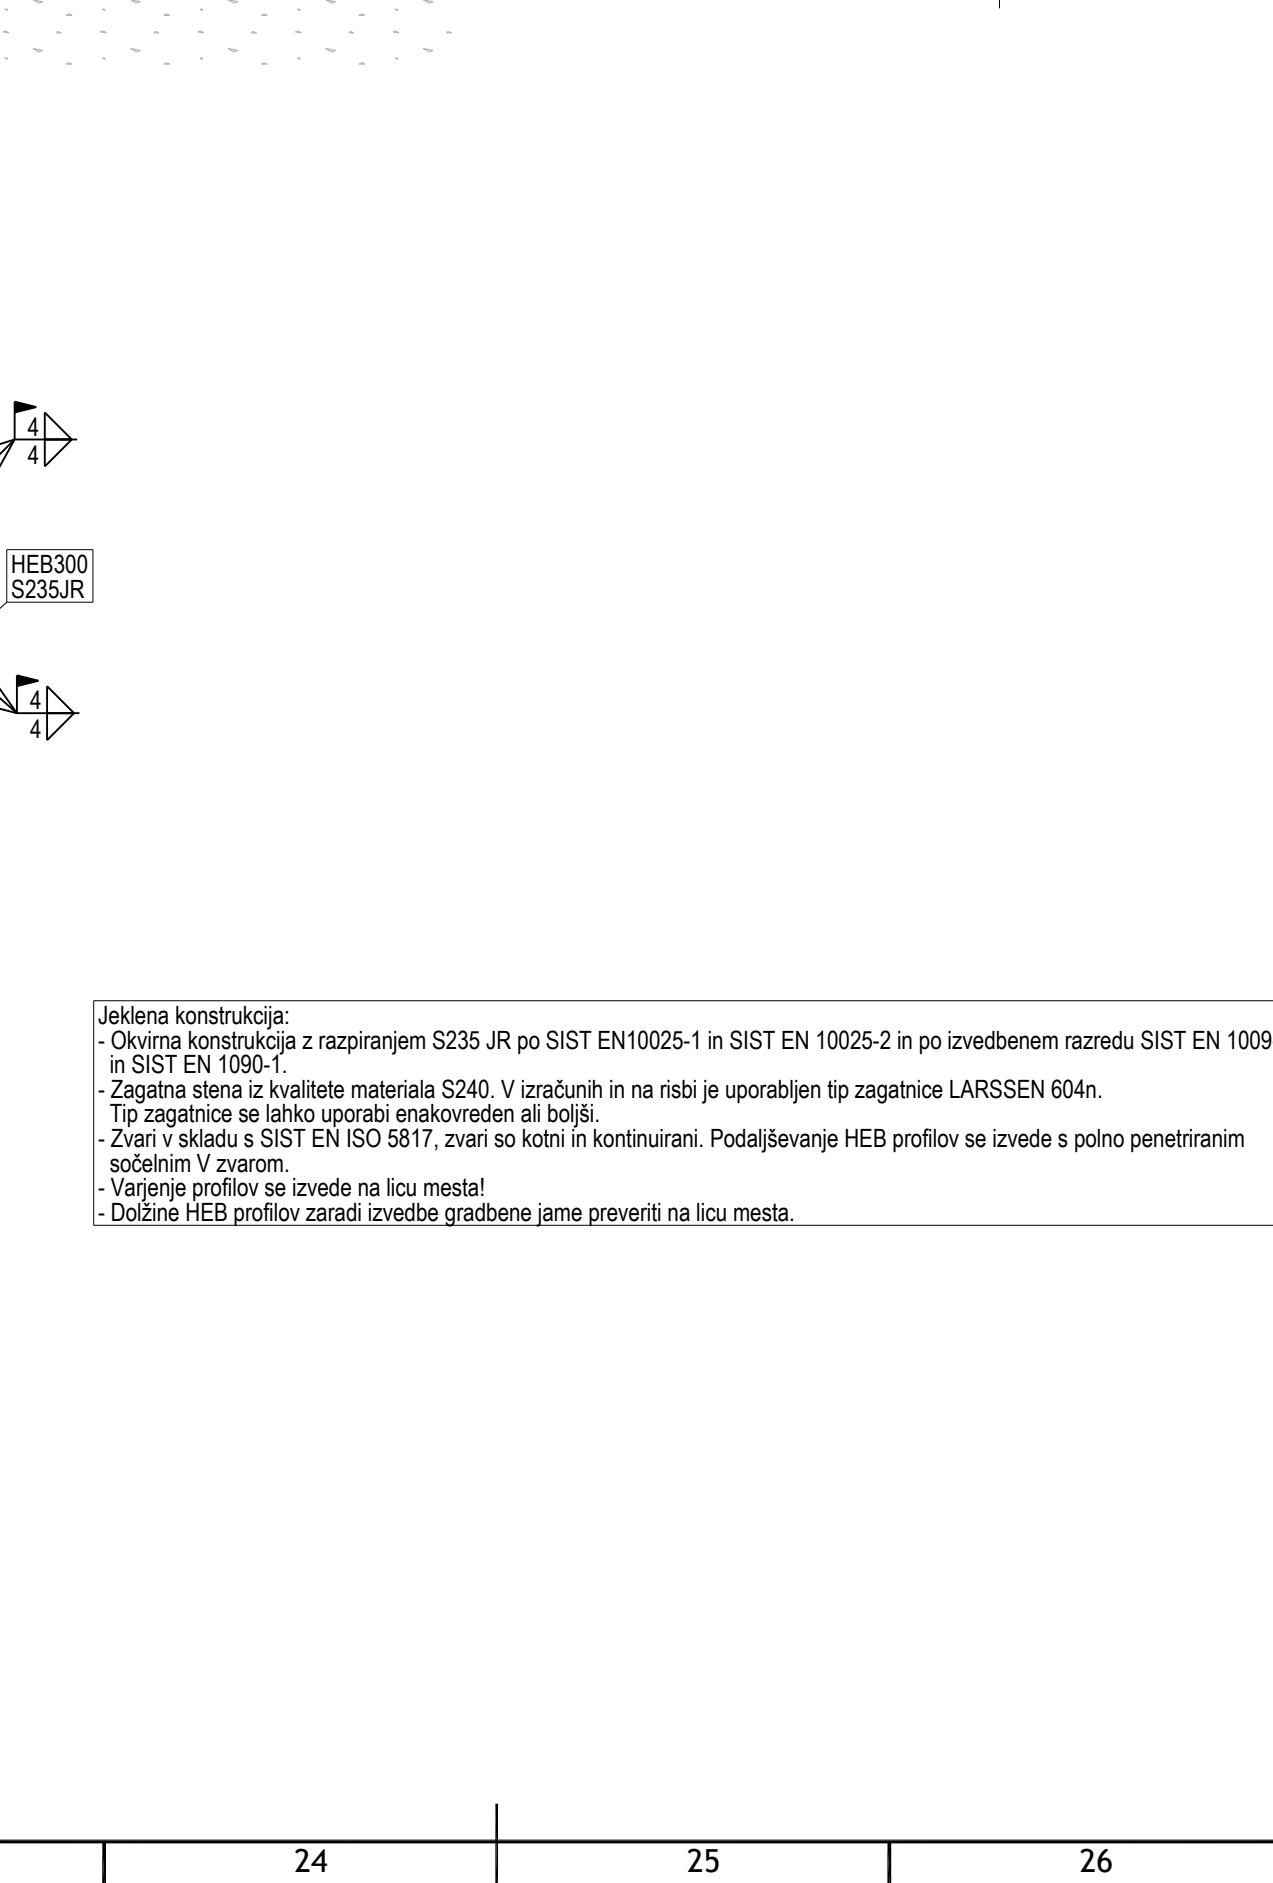 4
4
HEB300
S235JR
4
4
Jeklena konstrukcija:
- Okvirna konstrukcija z razpiranjem S235 JR po SIST EN10025-1 in SIST EN 10025-2 in po izvedbenem razredu SIST EN 1009
in SIST EN 1090-1.
- Zagatna stena iz kvalitete materiala S240. V izračunih in na risbi je uporabljen tip zagatnice LARSSEN 604n.
Tip zagatnice se lahko uporabi enakovreden ali boljši.
- Zvari v skladu s SIST EN ISO 5817, zvari so kotni in kontinuirani. Podaljševanje HEB profilov se izvede s polno penetriranim
sočelnim V zvarom.
- Varjenje profilov se izvede na licu mesta!
- Dolžine HEB profilov zaradi izvedbe gradbene jame preveriti na licu mesta.
24
25
26